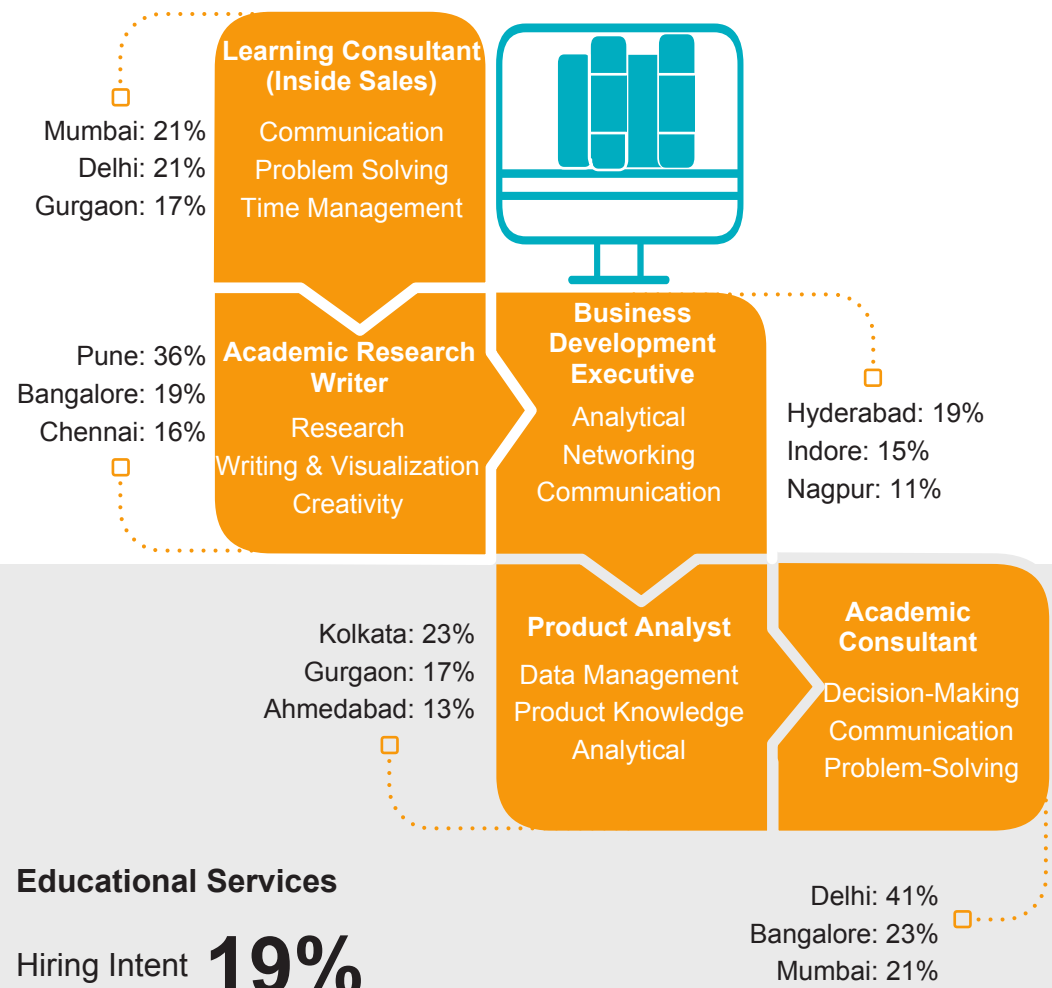 Learning Consultant
(Inside Sales)
Communication
Problem Solving
Time Management
Mumbai: 21%
Delhi: 21%
Gurgaon: 17%
Academic Research
Writer
Research
Writing & Visualization
Creativity
Pune: 36%
Bangalore: 19%
Chennai: 16%
Business
Development
Executive
Analytical
Networking
Communication
Hyderabad: 19%
Indore: 15%
Nagpur: 11%
Product Analyst
Data Management
Product Knowledge
Analytical
Kolkata: 23%
Gurgaon: 17%
Ahmedabad: 13%
Academic
Consultant
Decision-Making
Communication
Problem-Solving
Delhi: 41%
Bangalore: 23%
Mumbai: 21%
Educational Services
Hiring Intent 19%